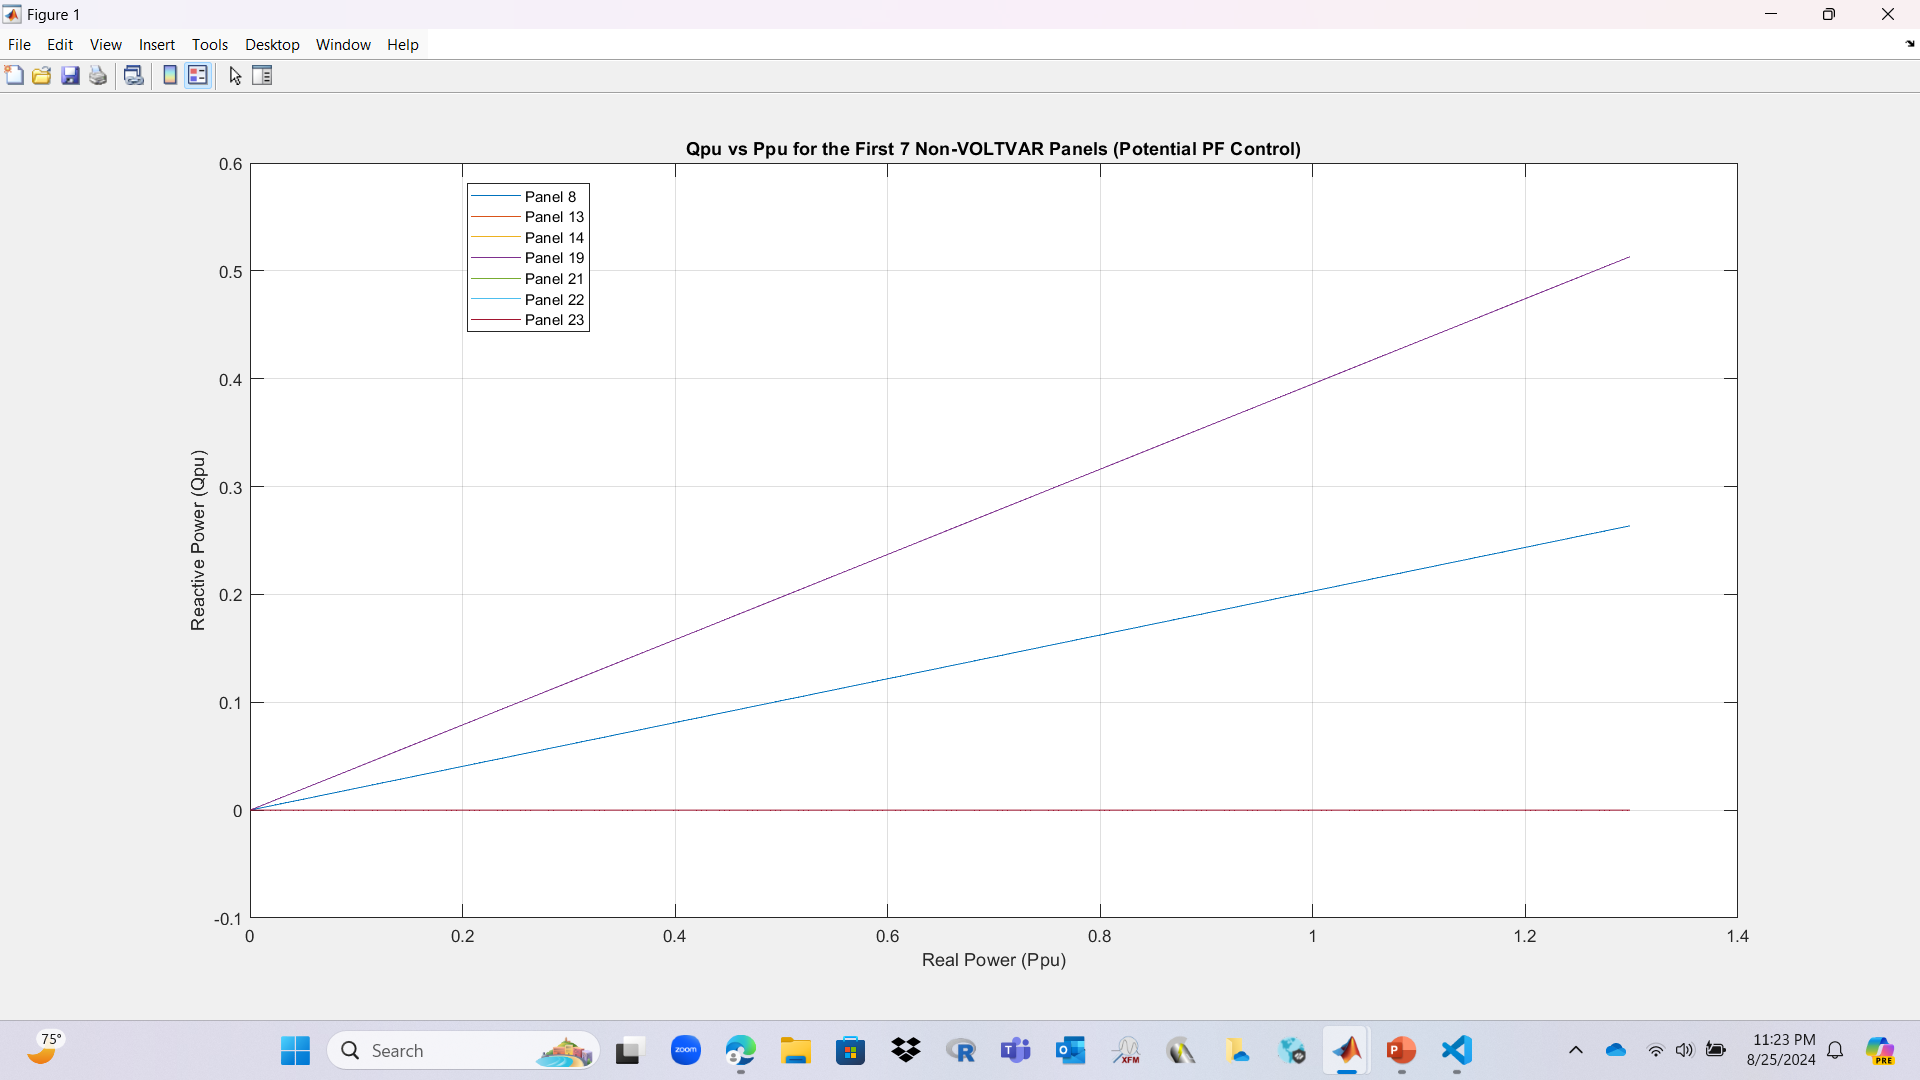 Figure 1
File Edit View Insert Tools Desktop Window Help
Qpu vs Ppu for the First 7 Non-VOLTVAR Panels (Potential PF Control)
0.6
0.5
0.4
0.3
0.2
0.1
0
-0.1
Reactive Power (Qpu)
Panel 8
Panel 13
Panel 14
Panel 19
Panel 21
Panel 22
Panel 23
0 0.2 0.4 0.6 0.8 1 1.2 1.4
Real Power (Ppu)
75°
Search
zoom
XFM
11:23 PM
8/25/2024
PRE